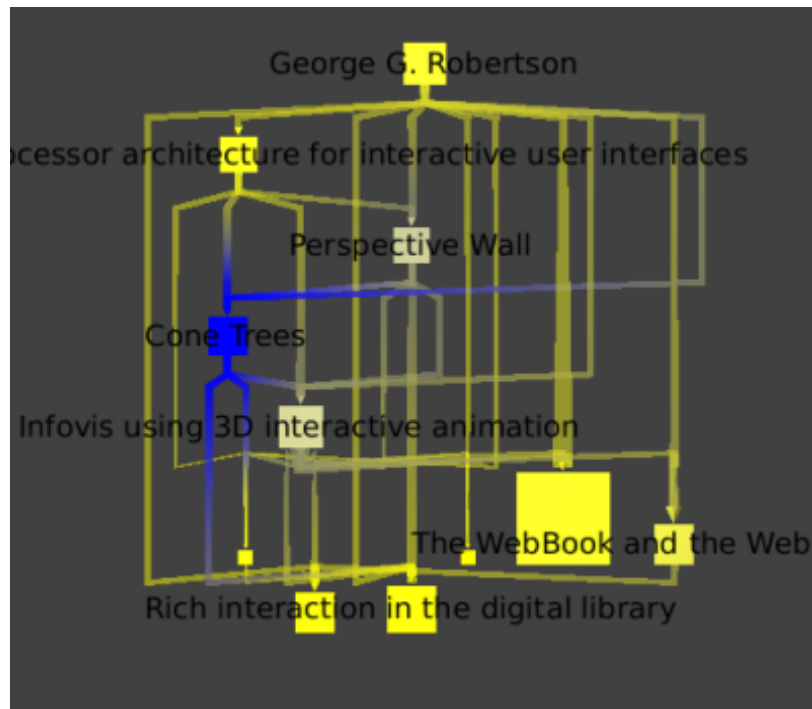 George G. Robertson
ocessor architecture for interactive user interfaces
Perspective Wall
Cone Trees
Infovis using 3D interactive animation
The WebBook and the Web
Rich interaction in the digital library